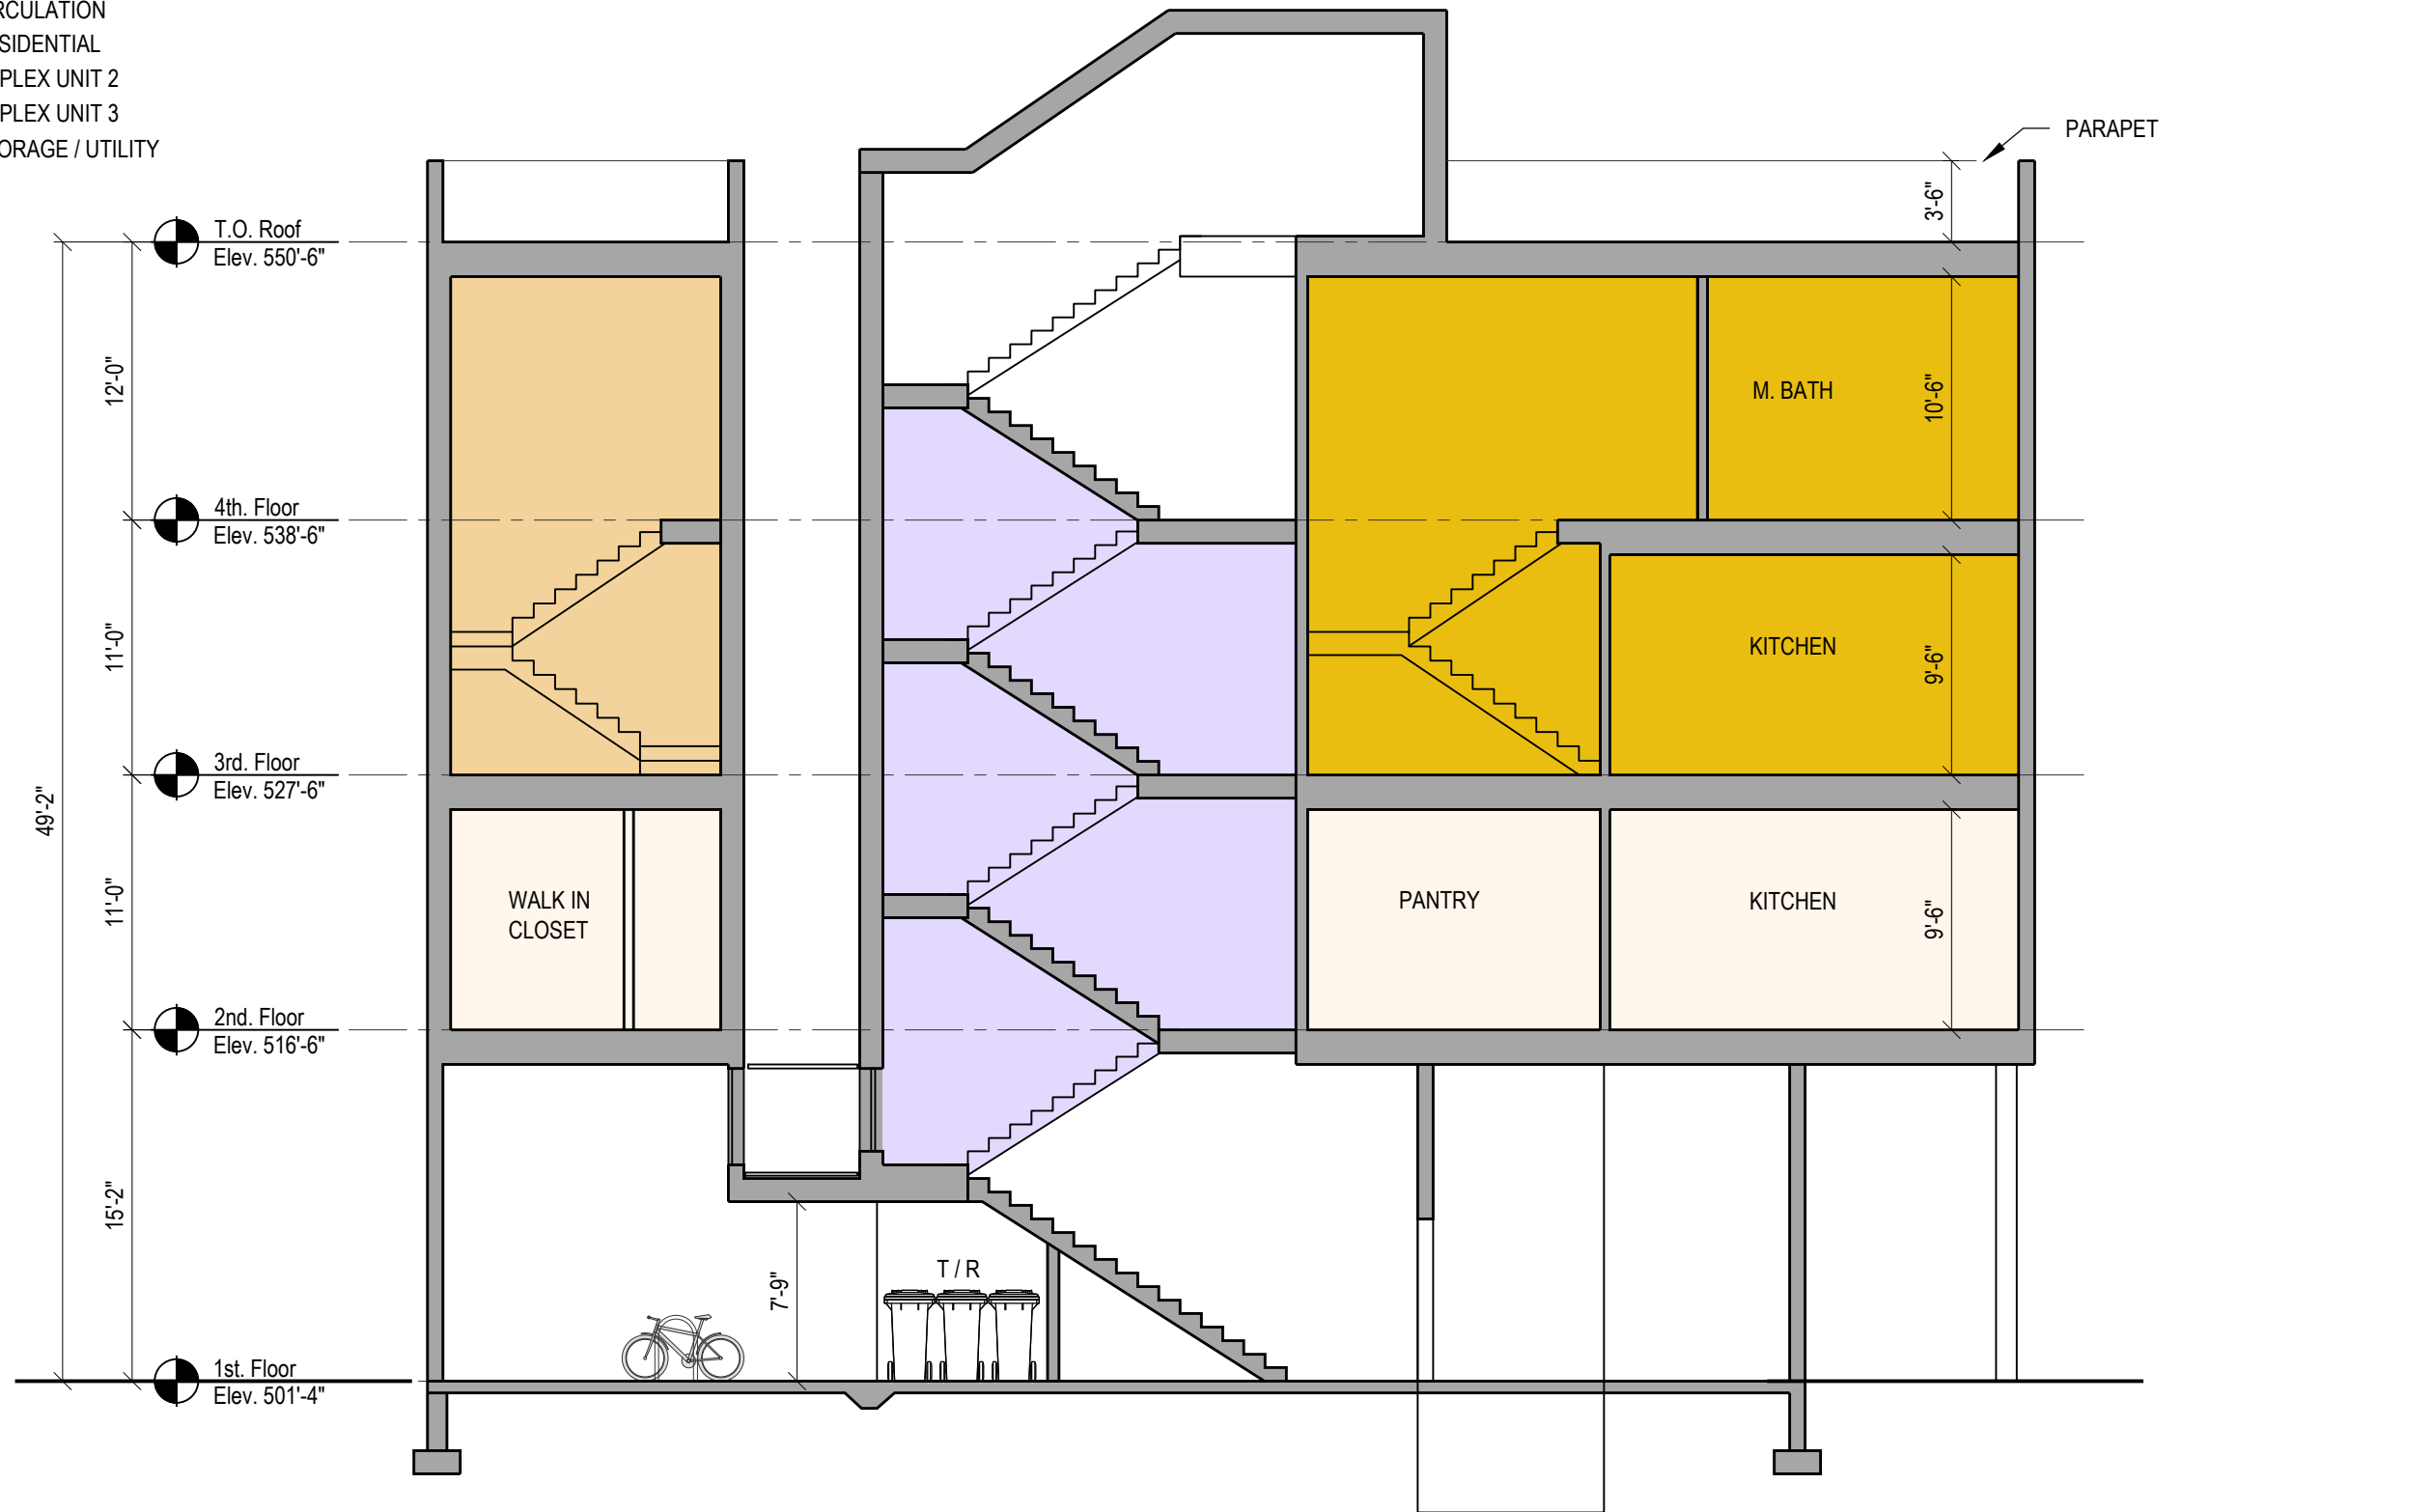 RCULATION
SIDENTIAL
PLEX UNIT 2
PLEX UNIT 3
ORAGE / UTILITY
PARAPET
3'-6"
T.O. Roof
Elev. 550'-6"
12'-0"
M. BATH
10'-6"
4th. Floor
Elev. 538'-6"
11'-0"
KITCHEN
9'-6"
3rd. Floor
Elev. 527'-6"
49'-2"
11'-0"
WALK IN
CLOSET
PANTRY
KITCHEN
9'-6"
2nd. Floor
Elev. 516'-6"
15'-2"
7'-9"
T / R
1st. Floor
Elev. 501'-4"